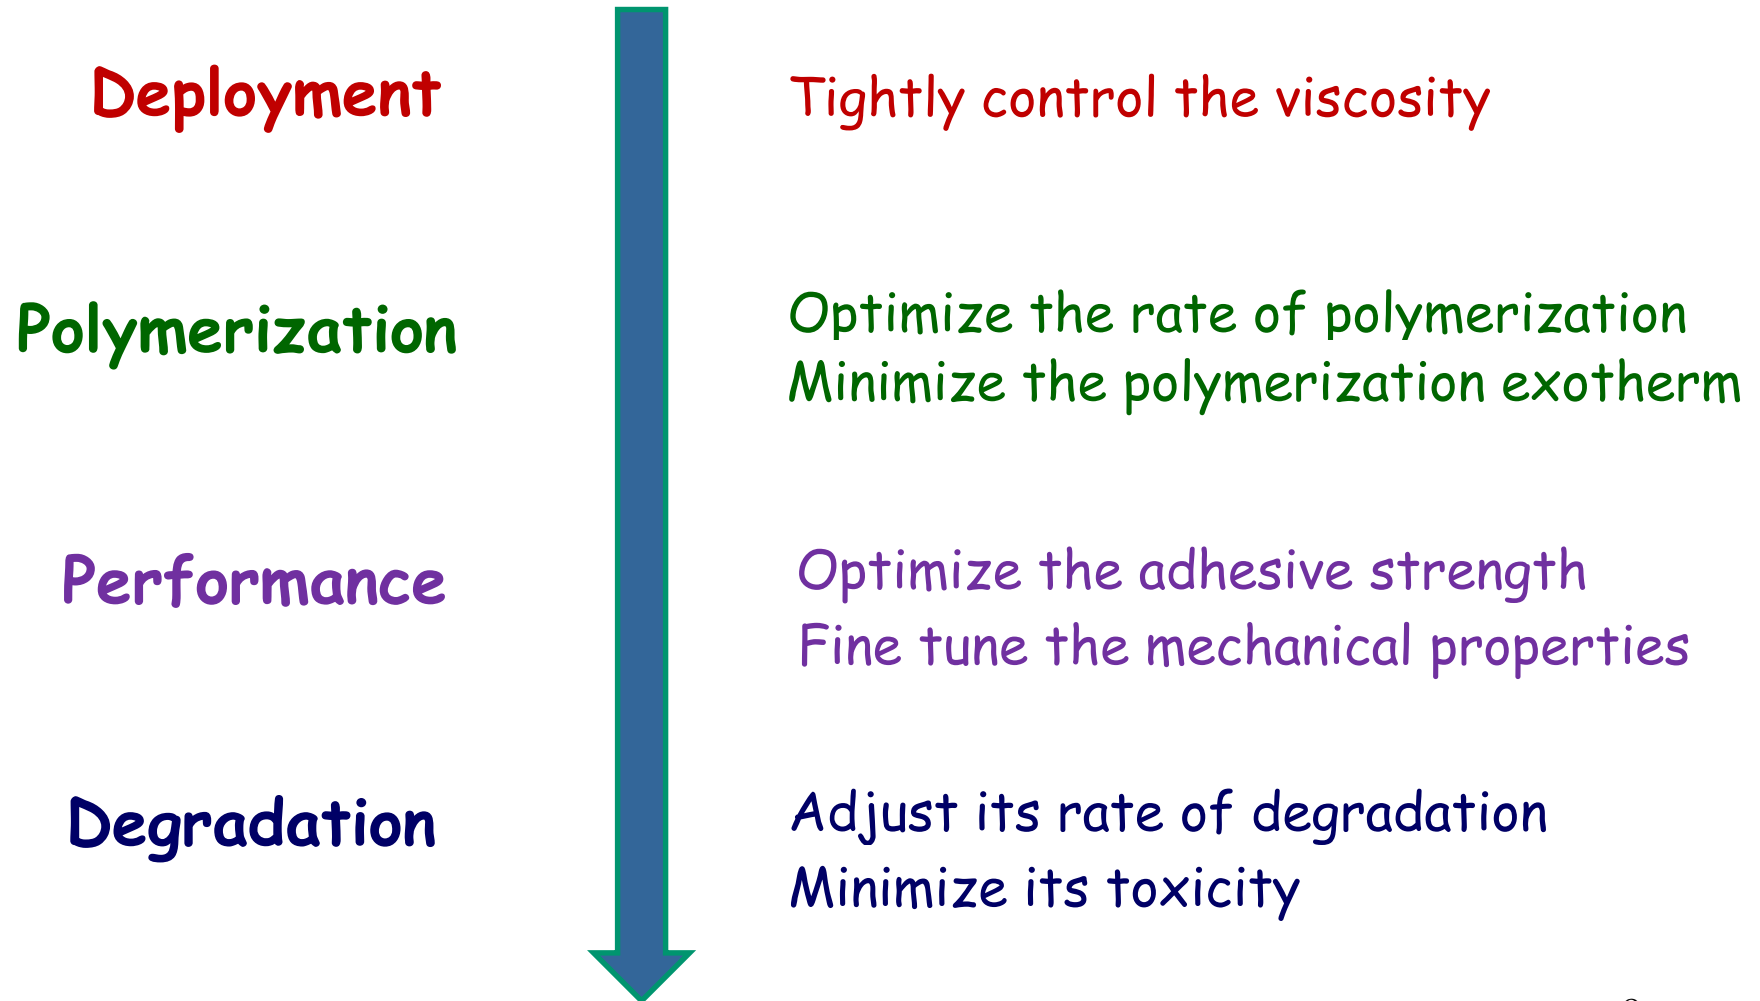 Deployment
Tightly control the viscosity
Polymerization
Optimize the rate of polymerization
Minimize the polymerization exotherm
Performance
Optimize the adhesive strength
Fine tune the mechanical properties
Degradation
Adjust its rate of degradation
Minimize its toxicity